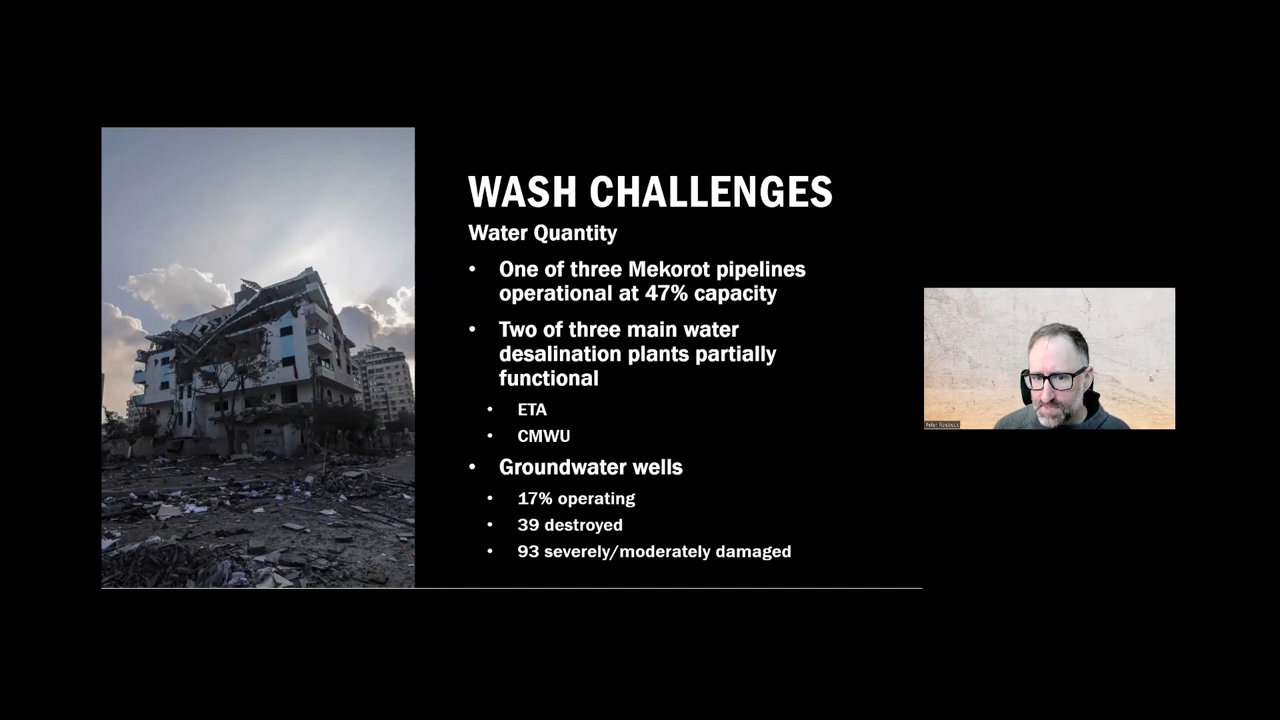 WASH CHALLENGES
Water Quantity
• One of three Mekorot pipelines
operational at 47% capacity
• Two of three main water
desalination plants partially
functional
• ETA
• CMWU
• Groundwater wells
• 17% operating
• 39 destroyed
• 93 severely/moderately damaged
Peter